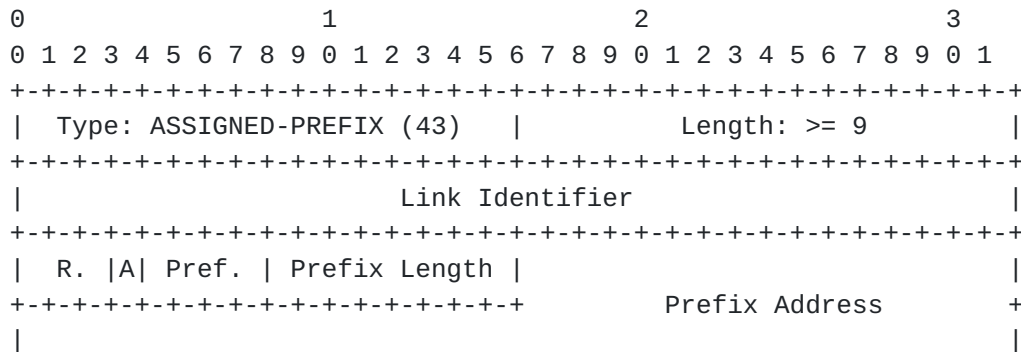 0                   1                   2                   3
0 1 2 3 4 5 6 7 8 9 0 1 2 3 4 5 6 7 8 9 0 1 2 3 4 5 6 7 8 9 0 1
+-+-+-+-+-+-+-+-+-+-+-+-+-+-+-+-+-+-+-+-+-+-+-+-+-+-+-+-+-+-+-+-+
|  Type: ASSIGNED-PREFIX (43)   |          Length: >= 9         |
+-+-+-+-+-+-+-+-+-+-+-+-+-+-+-+-+-+-+-+-+-+-+-+-+-+-+-+-+-+-+-+-+
|                        Link Identifier                        |
+-+-+-+-+-+-+-+-+-+-+-+-+-+-+-+-+-+-+-+-+-+-+-+-+-+-+-+-+-+-+-+-+
|  R. |A| Pref. | Prefix Length |                               |
+-+-+-+-+-+-+-+-+-+-+-+-+-+-+-+-+         Prefix Address        +
|                                                               |